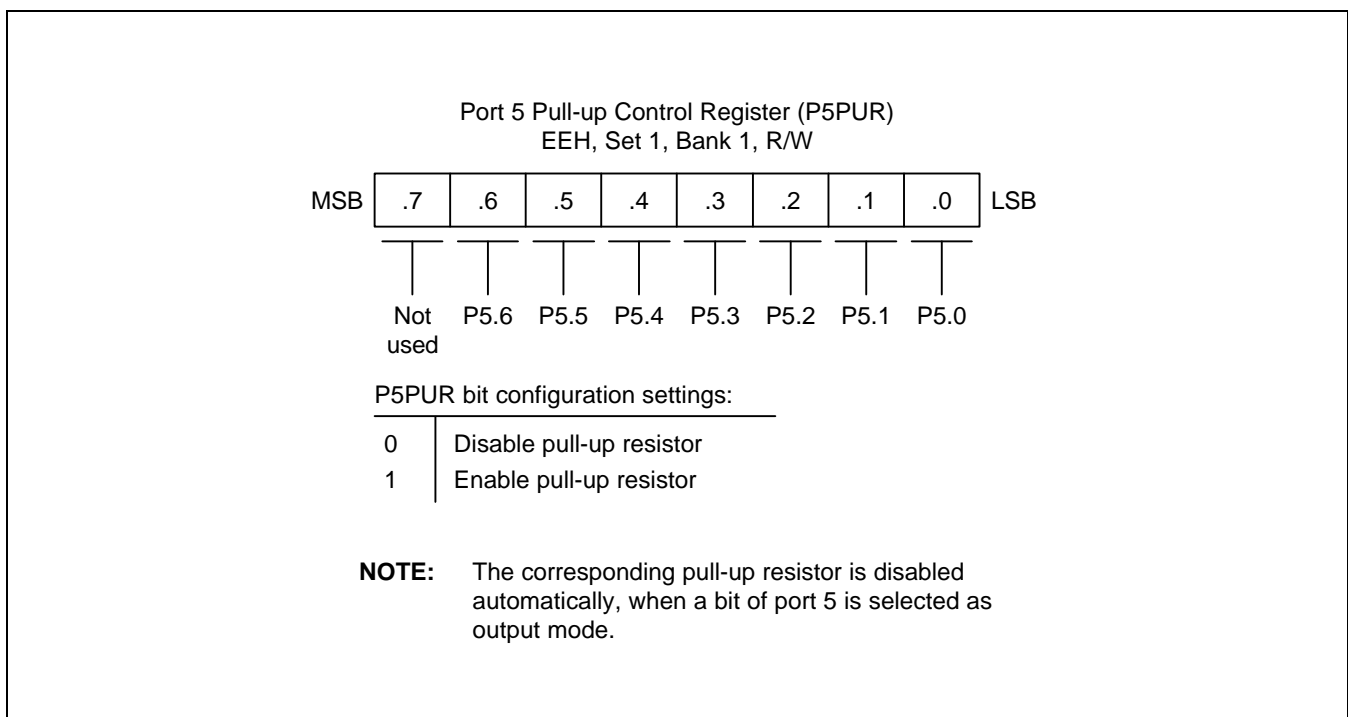 Port 5 Pull-up Control Register (P5PUR)
EEH, Set 1, Bank 1, R/W
MSB .7 .6 .5 .4 .3 .2 .1 .0 LSB
Not used P5.6 P5.5 P5.4 P5.3 P5.2 P5.1 P5.0
P5PUR bit configuration settings:
0 Disable pull-up resistor
1 Enable pull-up resistor
NOTE: The corresponding pull-up resistor is disabled
automatically, when a bit of port 5 is selected as
output mode.